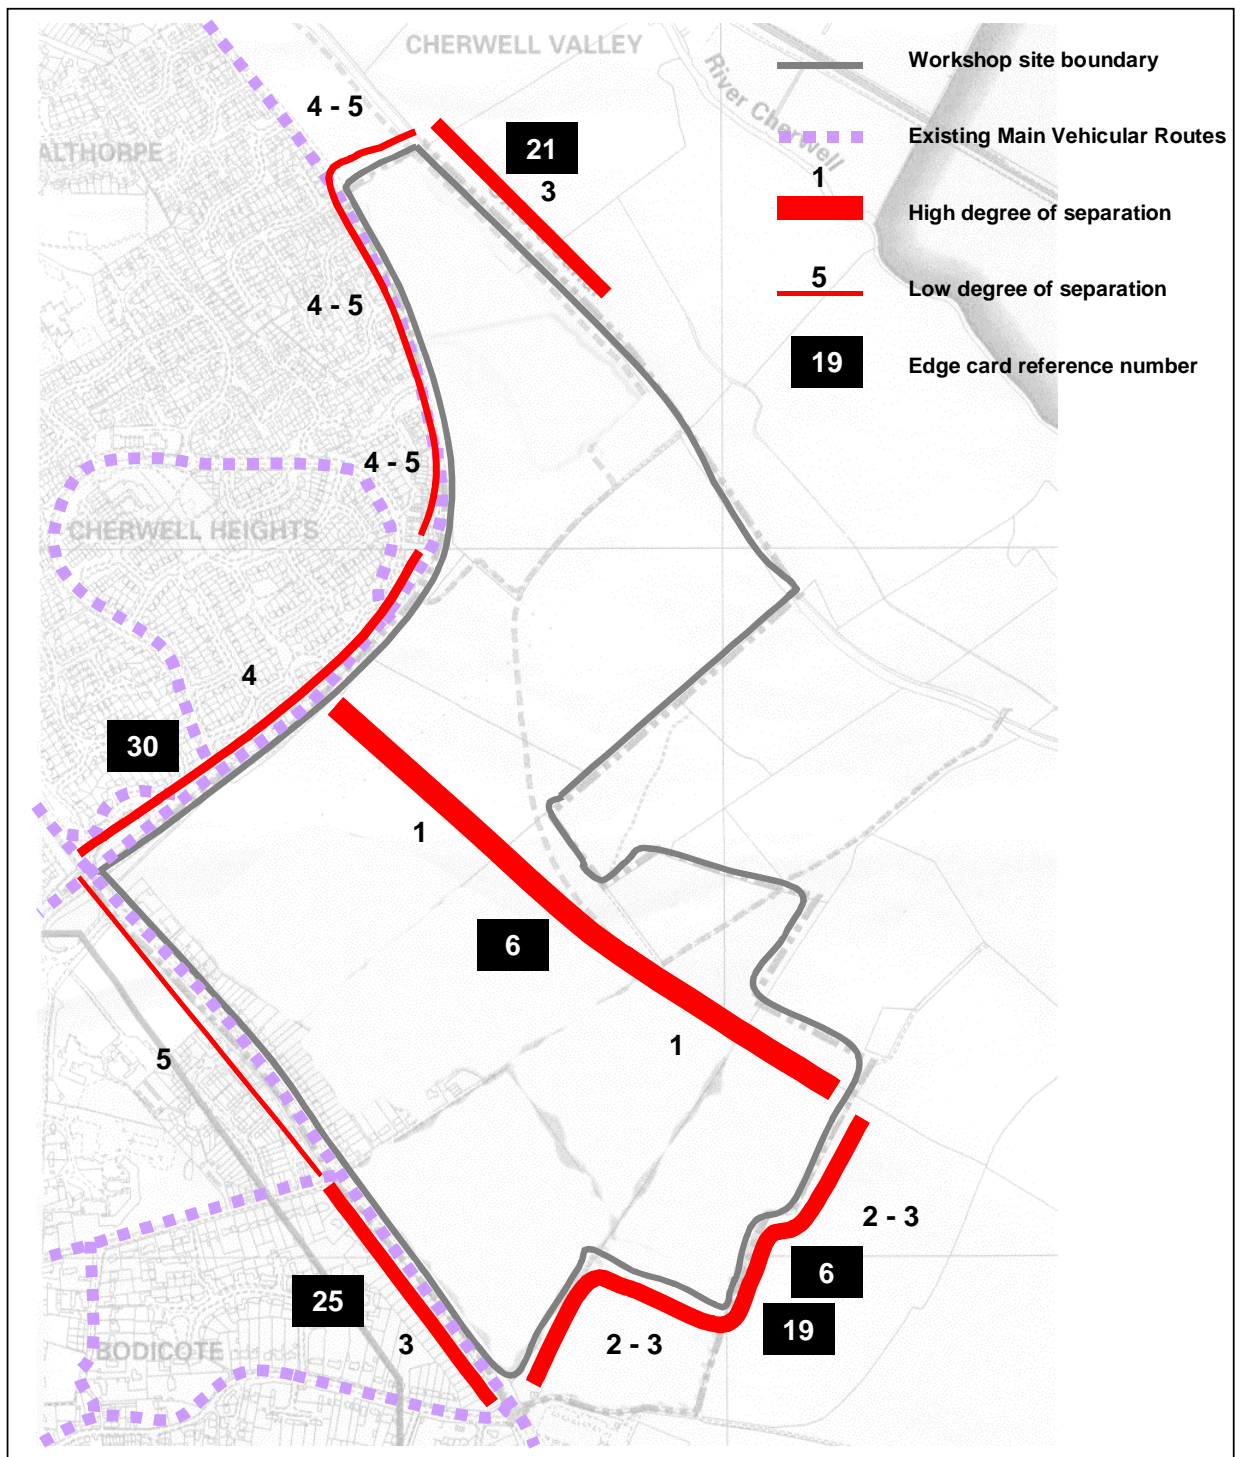 CHERWELL VALLEY
River Cherwell
Workshop site boundary
4 - 5
21
3
Existing Main Vehicular Routes
ALTHORPE
1
High degree of separation
4 - 5
5
Low degree of separation
19
Edge card reference number
4 - 5
CHERWELL HEIGHTS
4
30
1
6
1
5
2 - 3
6
25
19
3
2 - 3
BODICOTE